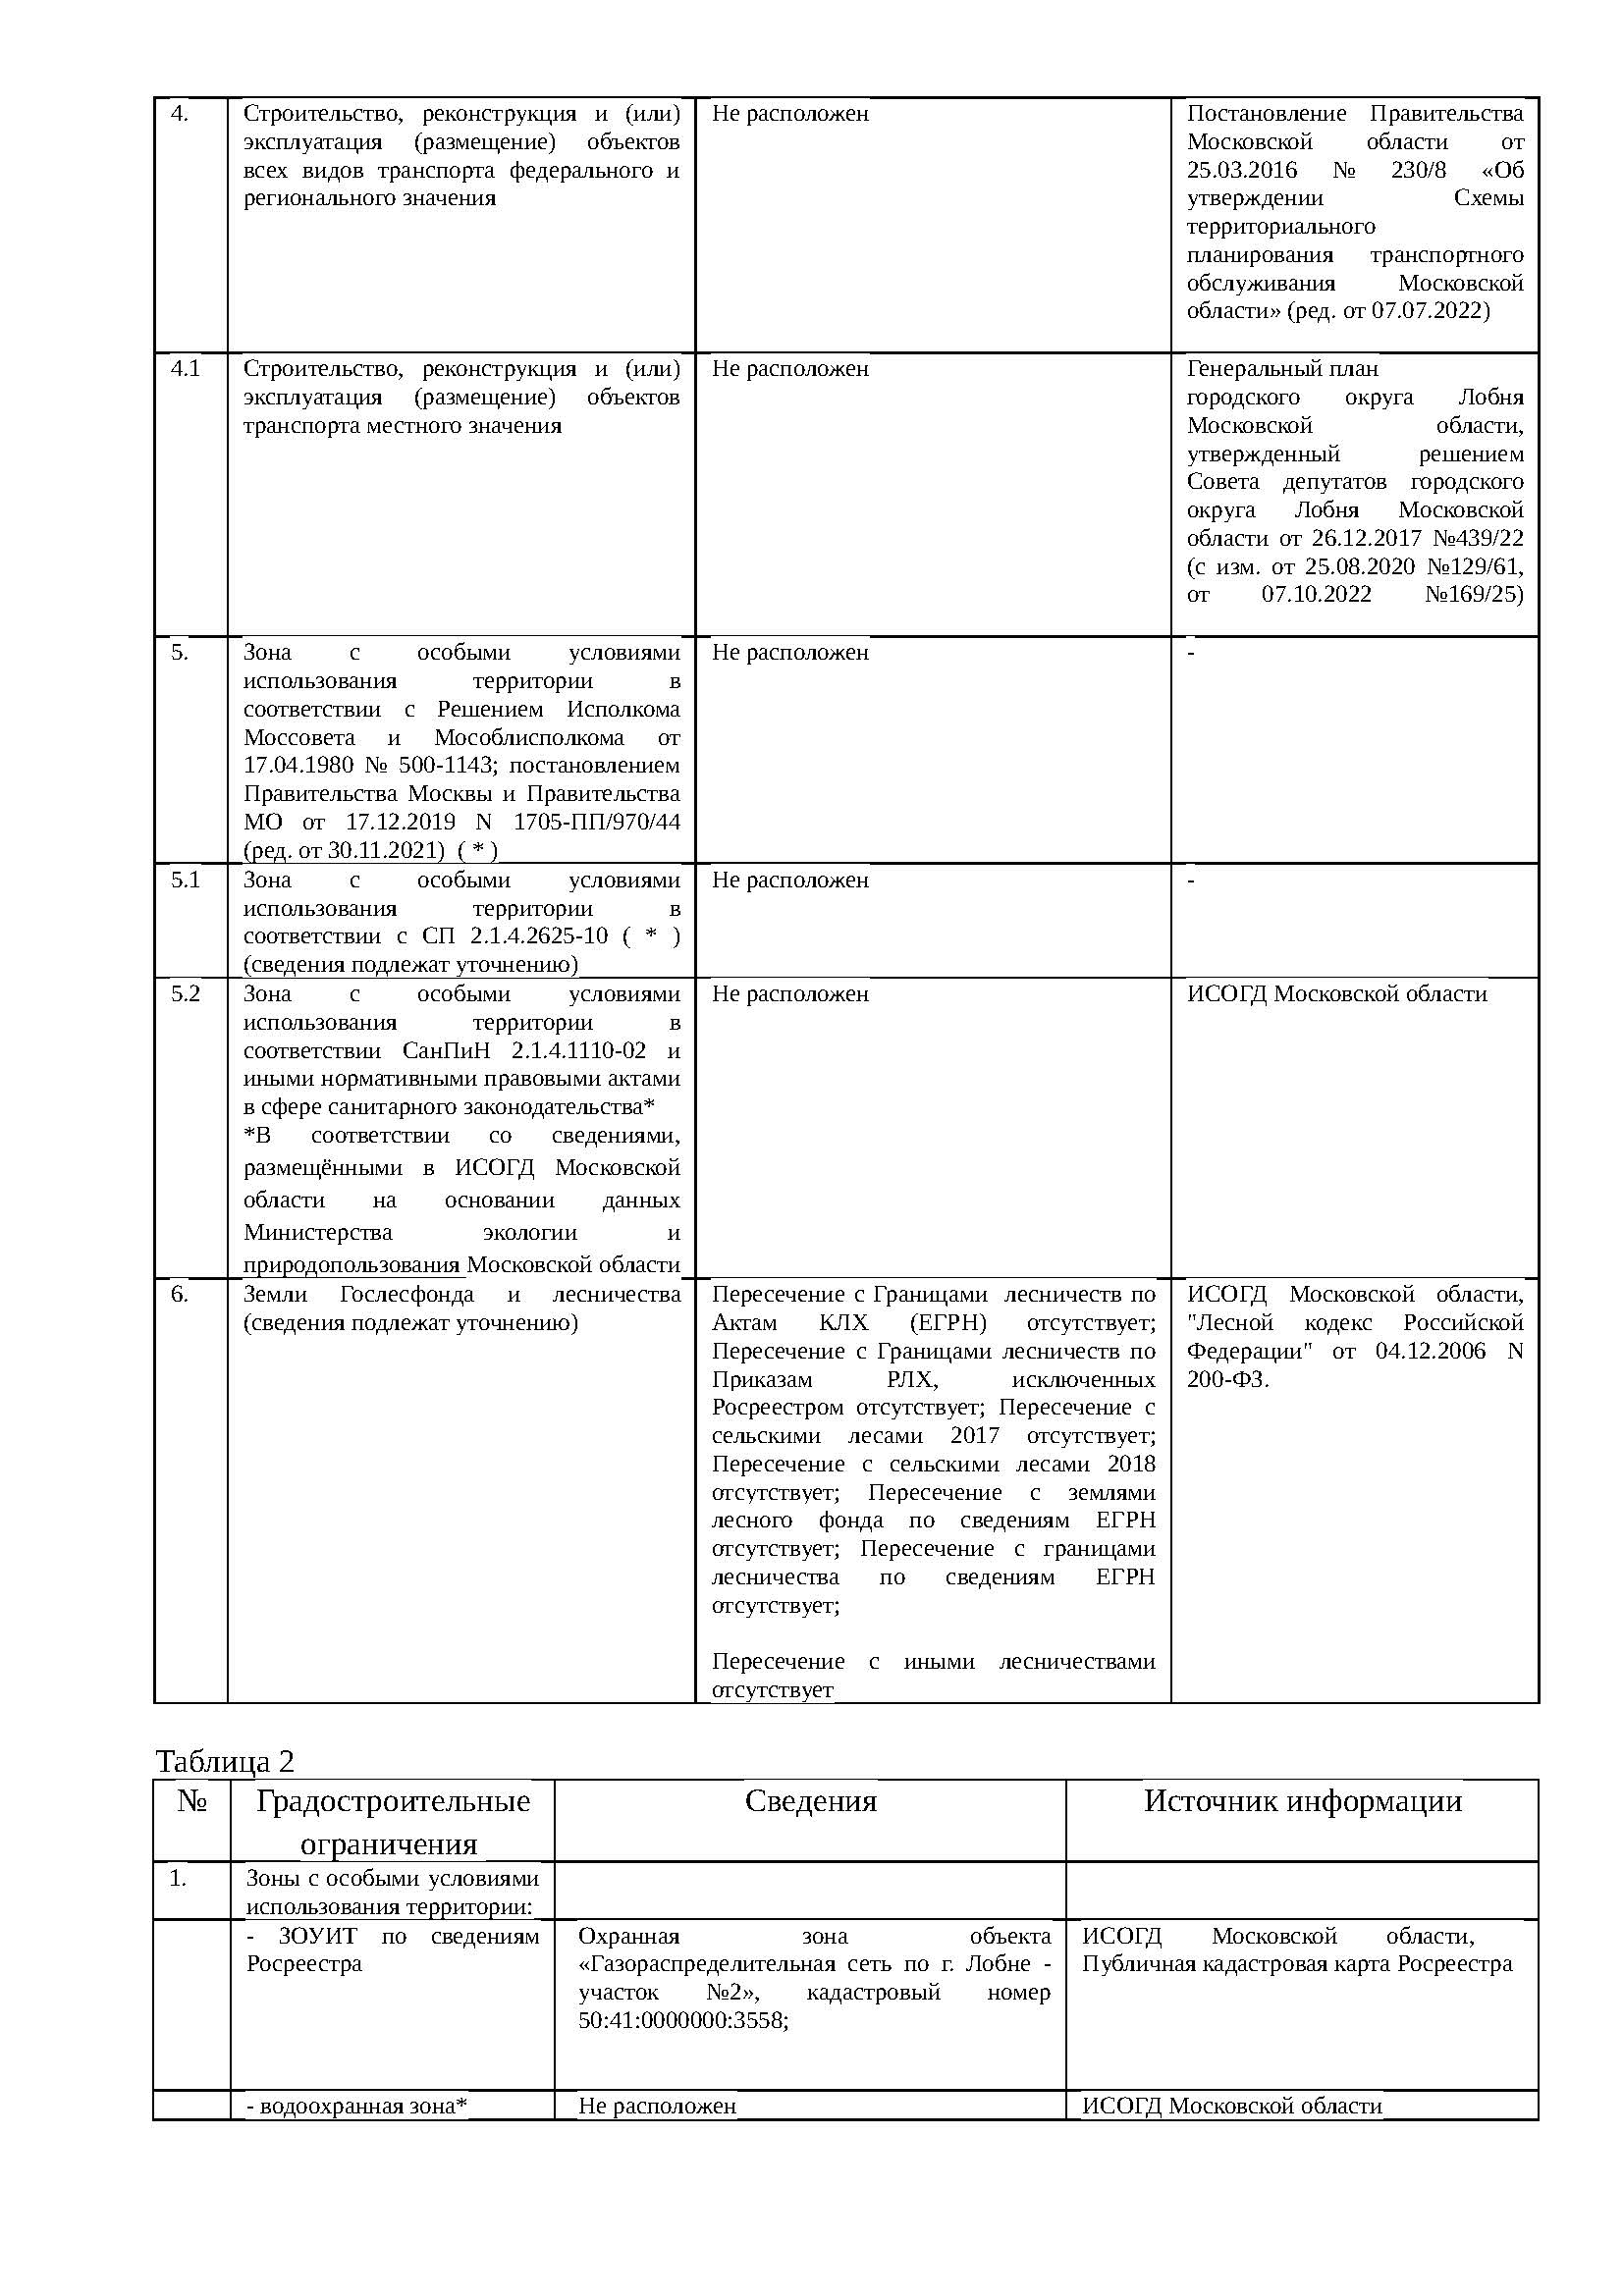 4.
Строительство, реконструкция и (или)
эксплуатация (размещение) объектов
всех видов транспорта федерального и
регионального значения
Не расположен
Постановление Правительства
Московской области от
25.03.2016 № 230/8 «Об
утверждении Схемы
территориального
планирования транспортного
обслуживания Московской
области» (ред. от 07.07.2022)
4.1
Строительство, реконструкция и (или)
эксплуатация (размещение) объектов
транспорта местного значения
Не расположен
Генеральный план
городского округа Лобня
Московской области,
утвержденный решением
Совета депутатов городского
округа Лобня Московской
области от 26.12.2017 №439/22
(с изм. от 25.08.2020 №129/61,
от 07.10.2022 №169/25)
5.
Зона с особыми условиями
использования территории в
соответствии с Решением Исполкома
Моссовета и Мособлисполкома от
17.04.1980 № 500-1143; постановлением
Правительства Москвы и Правительства
МО от 17.12.2019 N 1705-ПП/970/44
(ред. от 30.11.2021) ( * )
Не расположен
-
5.1
Зона с особыми условиями
использования территории в
соответствии с СП 2.1.4.2625-10 ( * )
(сведения подлежат уточнению)
Не расположен
-
5.2
Зона с особыми условиями
использования территории в
соответствии СанПиН 2.1.4.1110-02 и
иными нормативными правовыми актами
в сфере санитарного законодательства*
*В соответствии со сведениями,
размещёнными в ИСОГД Московской
области на основании данных
Министерства экологии и
природопользования Московской области
Не расположен
ИСОГД Московской области
6.
Земли Гослесфонда и лесничества
(сведения подлежат уточнению)
Пересечение с Границами лесничеств по
Актам КЛХ (ЕГРН) отсутствует;
Пересечение с Границами лесничеств по
Приказам РЛХ, исключенных
Росреестром отсутствует; Пересечение с
сельскими лесами 2017 отсутствует;
Пересечение с сельскими лесами 2018
отсутствует; Пересечение с землями
лесного фонда по сведениям ЕГРН
отсутствует; Пересечение с границами
лесничества по сведениям ЕГРН
отсутствует;
Пересечение с иными лесничествами
отсутствует
ИСОГД Московской области,
"Лесной кодекс Российской
Федерации" от 04.12.2006 N
200-ФЗ.
Таблица 2
№
Градостроительные
ограничения
Сведения
Источник информации
1.
Зоны с особыми условиями
использования территории:
- ЗОУИТ по сведениям
Росреестра
Охранная зона объекта
«Газораспределительная сеть по г. Лобне -
участок №2», кадастровый номер
50:41:0000000:3558;
ИСОГД Московской области,
Публичная кадастровая карта Росреестра
- водоохранная зона*
Не расположен
ИСОГД Московской области